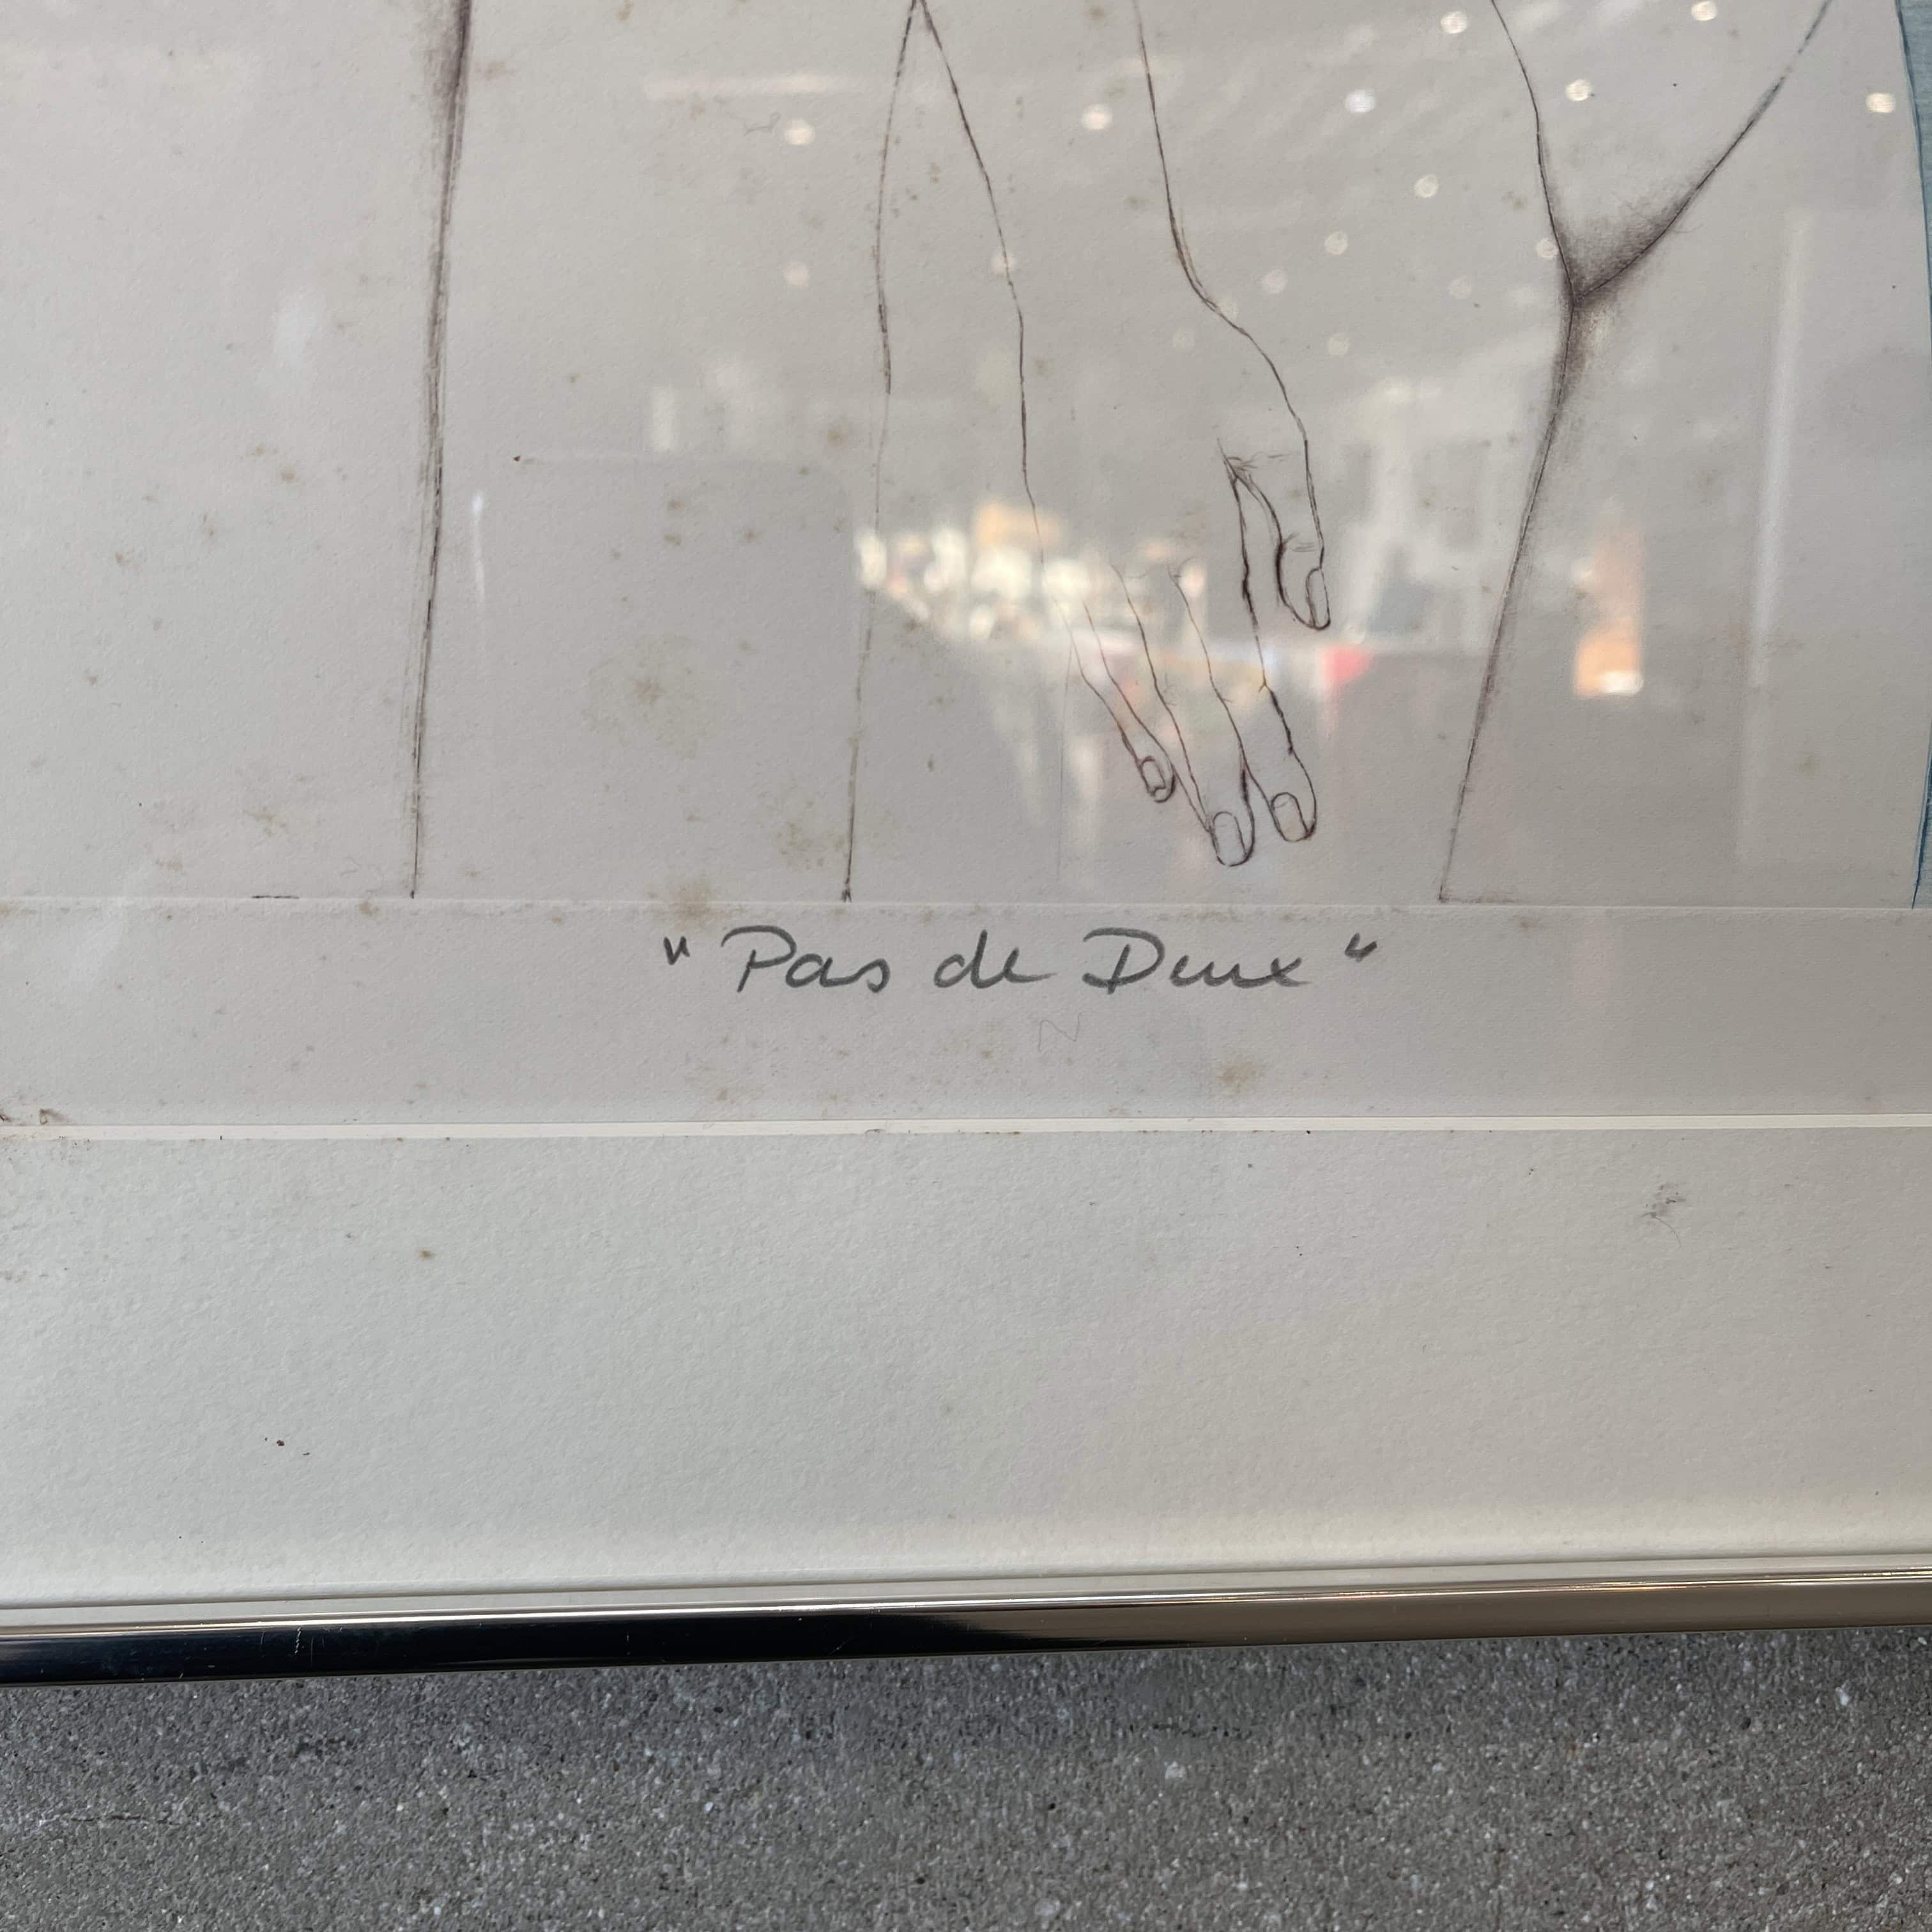 "Pas de Deux"